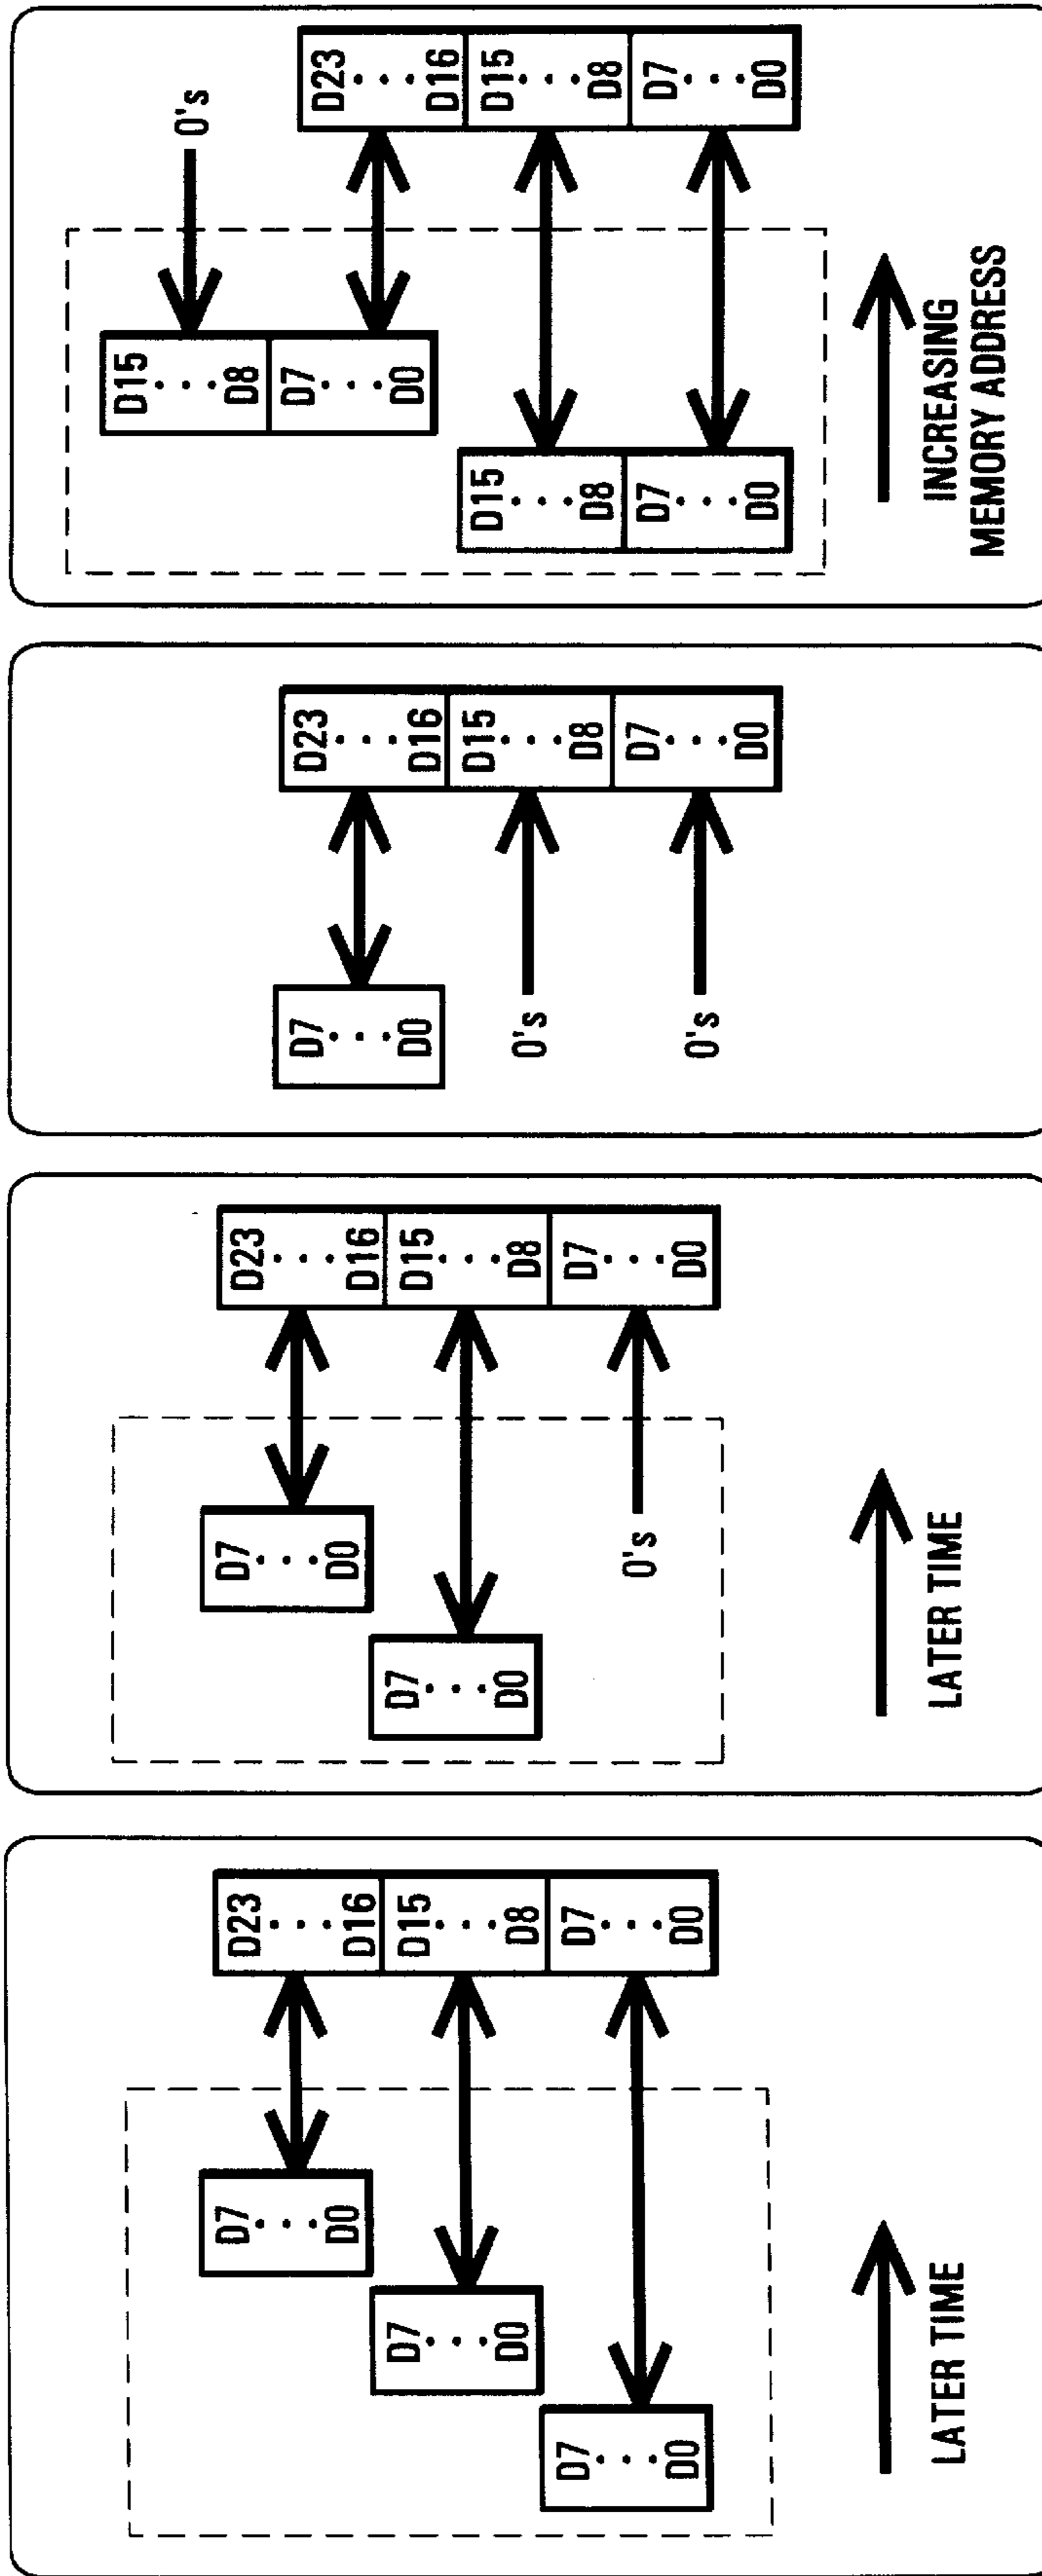 D7
...
D0
D7
...
D0
D7
...
D0
D23
...
D16
D15
...
D8
D7
...
D0
LATER TIME
D7
...
D0
D7
...
D0
0's
D23
...
D16
D15
...
D8
D7
...
D0
LATER TIME
D7
...
D0
0's
0's
D23
...
D16
D15
...
D8
D7
...
D0
D15
...
D8
D7
...
D0
0's
D15
...
D8
D7
...
D0
D23
...
D16
D15
...
D8
D7
...
D0
INCREASING
MEMORY ADDRESS